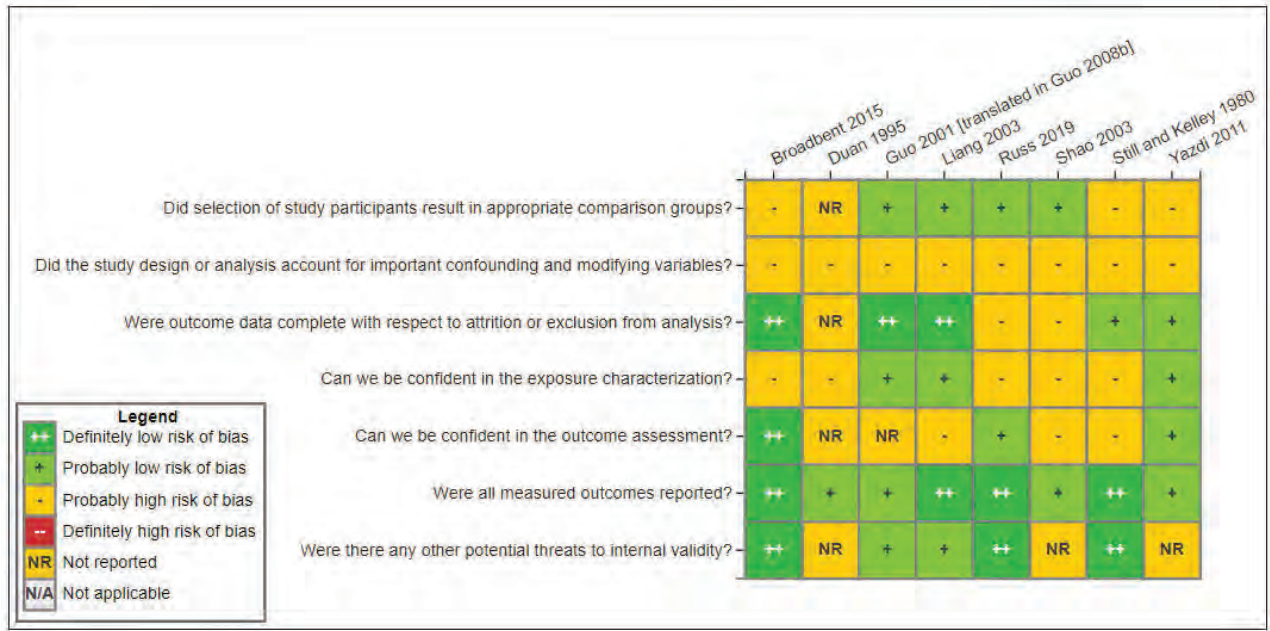 Broadbent 2015
Duan 1995
Guo 2001 [translated in Guo 2008b]
Liang 2003
Russ 2019
Shao 2003
Still and Kelley 1980
Yazdi 2011
Did selection of study participants result in appropriate comparison groups? - NR + + + + - -
Did the study design or analysis account for important confounding and modifying variables? - - - - - - - -
Were outcome data complete with respect to attrition or exclusion from analysis? ++ NR ++ ++ - - + +
Can we be confident in the exposure characterization? - - + + - - - +
Can we be confident in the outcome assessment? ++ NR NR - + - - +
Were all measured outcomes reported? ++ + + ++ ++ + ++ +
Were there any other potential threats to internal validity? ++ NR + + ++ NR ++ NR
Legend
++ Definitely low risk of bias
+ Probably low risk of bias
- Probably high risk of bias
-- Definitely high risk of bias
NR Not reported
N/A Not applicable